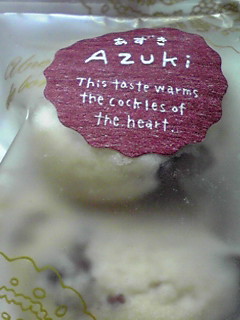 あずき
AZUKi
This taste warms
the cockles of
the heart...